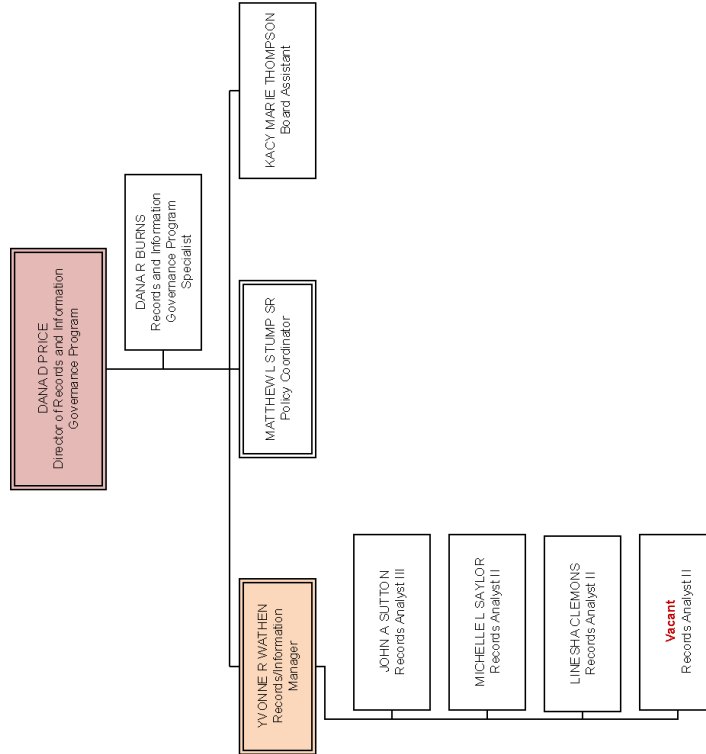 DANA D PRICE
Director of Records and Information
Governance Program
DANA R BURNS
Records and Information
Governance Program
Specialist
YVONNE R WATHEN
Records/Information
Manager
MATTHEW L STUMP SR
Policy Coordinator
KACY MARIE THOMPSON
Board Assistant
JOHN A SUTTON
Records Analyst III
MICHELLE L SAYLOR
Records Analyst II
LINESHA CLEMONS
Records Analyst II
Vacant
Records Analyst II